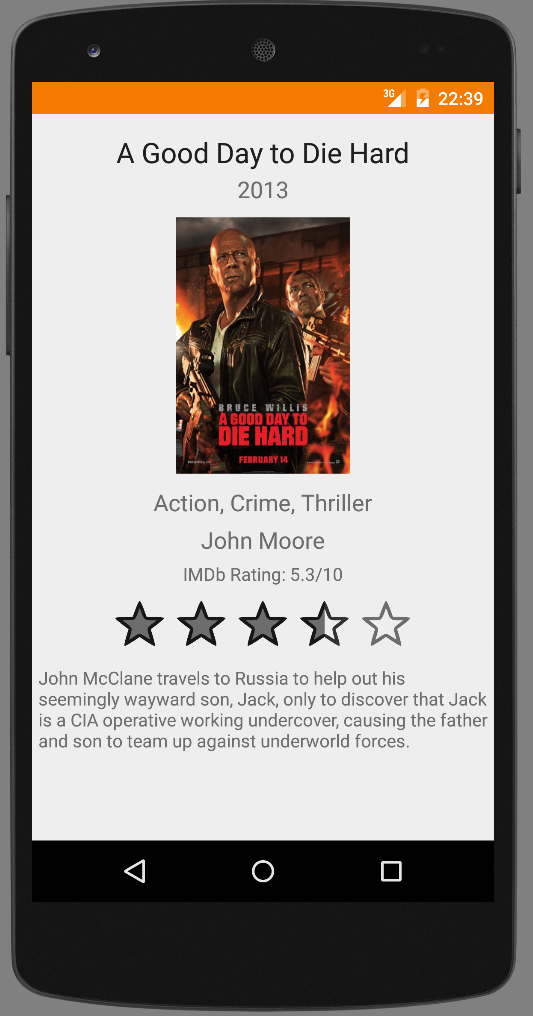 3G 22:39
A Good Day to Die Hard
2013
BRUCE WILLIS
A GOOD DAY TO
DIE HARD
FEBRUARY 14
Action, Crime, Thriller
John Moore
IMDb Rating: 5.3/10
John McClane travels to Russia to help out his
seemingly wayward son, Jack, only to discover that Jack
is a CIA operative working undercover, causing the father
and son to team up against underworld forces.